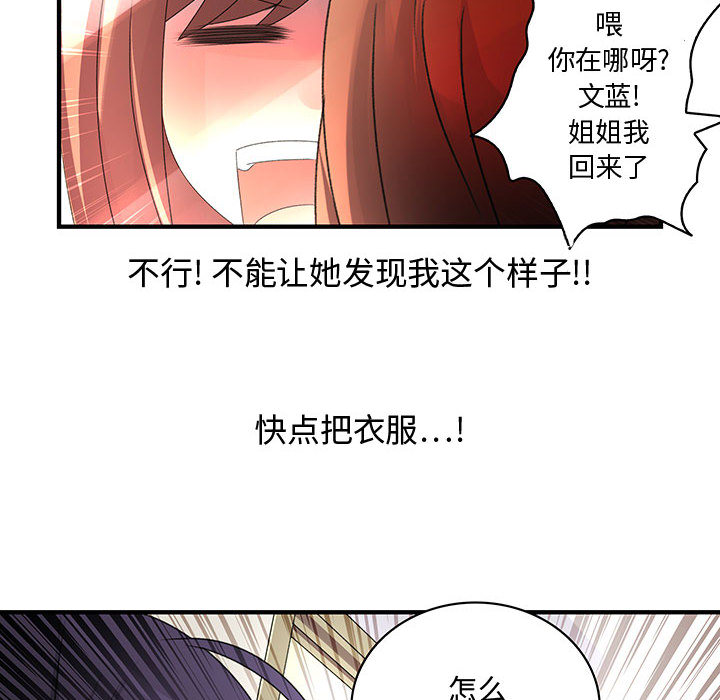 喂
你在哪呀?
文蓝!
姐姐我
回来了
不行! 不能让她发现我这个样子!!
快点把衣服...!
怎么